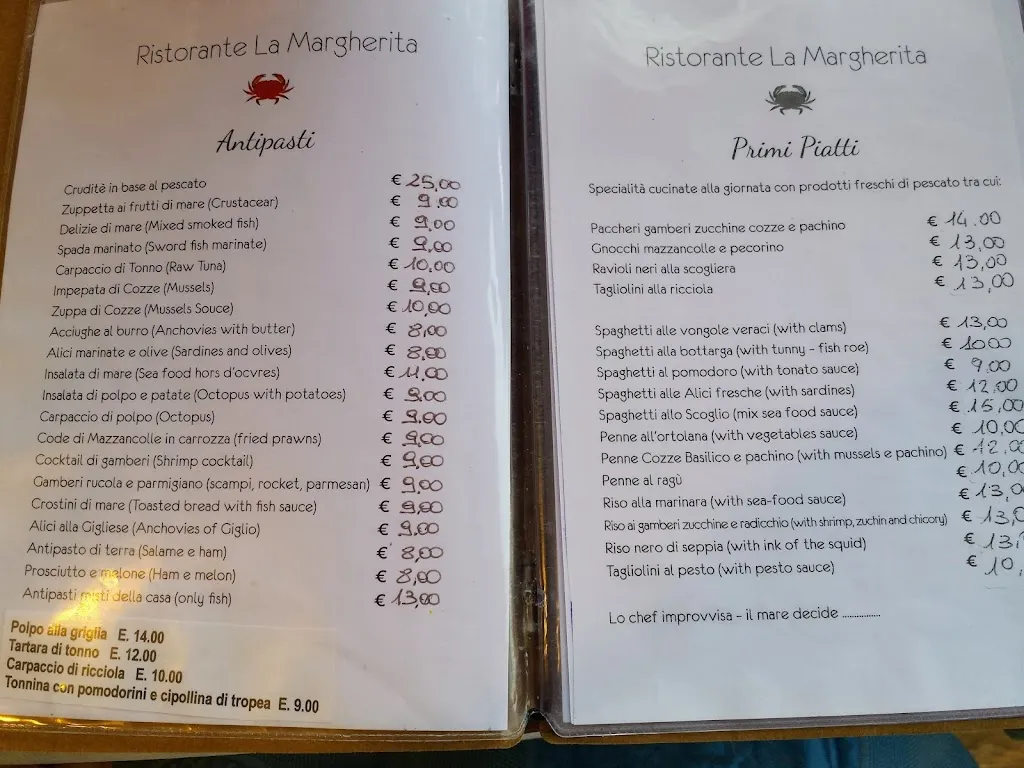 Ristorante La Margherita
Antipasti
Cruditè in base al pescato € 25,00
Zuppetta ai frutti di mare (Crustacear) € 9.00
Delizie di mare (Mixed smoked fish) € 9,00
Spada marinato (Sword fish marinate) € 9,00
Carpaccio di Tonno (Raw Tuna) € 10,00
Impepata di Cozze (Mussels) € 9,00
Zuppa di Cozze (Mussels Souce) € 10,00
Acciughe al burro (Anchovies with butter) € 8,00
Alici marinate e olive (Sardines and olives) € 8,00
Insalata di mare (Sea food hors d'ocvres) € 11,00
Insalata di polpo e patate (Octopus with potatoes) € 9,00
Carpaccio di polpo (Octopus) € 9.00
Code di Mazzancolle in carrozza (fried prawns) € 9,00
Cocktail di gamberi (Shrimp cocktail) € 9,00
Gamberi rucola e parmigiano (scampi, rocket, parmesan) € 9,00
Crostini di mare (Toasted bread with fish sauce) € 9,00
Alici alla Gigliese (Anchovies of Giglio) € 9,00
Antipasto di terra (Salame e ham) € 8,00
Prosciutto e melone (Ham e melon) € 8,00
Antipasti misti della casa (only fish) € 13,00
Polpo alla griglia E. 14.00
Tartara di tonno E. 12.00
Carpaccio di ricciola E. 10.00
Tonnina con pomodorini e cipollina di tropea E. 9.00
Ristorante La Margherita
Primi Piatti
Specialità cucinate alla giornata con prodotti freschi di pescato tra cui:
Paccheri gamberi zucchine cozze e pachino € 14.00
Gnocchi mazzancolle e pecorino € 13,00
Ravioli neri alla scogliera € 13,00
Tagliolini alla ricciola € 13,00
Spaghetti alle vongole veraci (with clams) € 13,00
Spaghetti alla bottarga (with tunny - fish roe) € 10.00
Spaghetti al pomodoro (with tomato sauce) € 9,00
Spaghetti alle Alici fresche (with sardines) € 12,00
Spaghetti allo Scoglio (mix sea food sauce) € 15,00
Penne all'ortolana (with vegetables sauce) € 10,00
Penne Cozze Basilico e pachino (with mussels e pachino) € 12,00
Penne al ragù € 10,00
Riso alla marinara (with sea-food sauce) € 13,0
Riso ai gamberi zucchine e radicchio (with shrimp, zuchin and chicory) € 13,0
Riso nero di seppia (with ink of the squid) € 13,
Tagliolini al pesto (with pesto sauce) € 10,
Lo chef improvvisa - il mare decide ...............